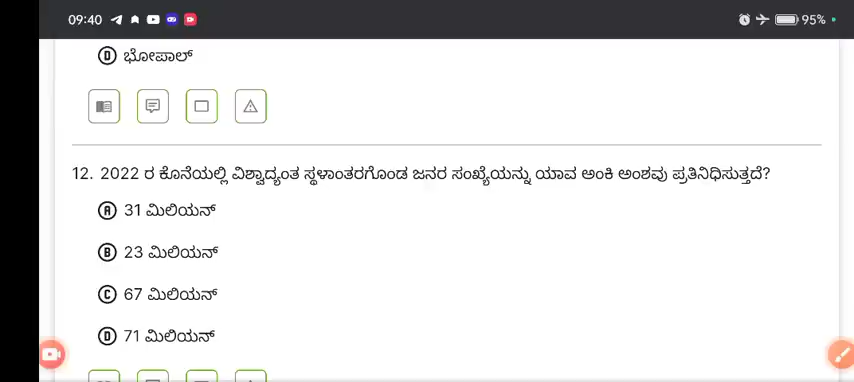 09:40
95%
D ಭೋಪಾಲ್
12. 2022 ರ ಕೊನೆಯಲ್ಲಿ ವಿಶ್ವಾದ್ಯಂತ ಸ್ಥಳಾಂತರಗೊಂಡ ಜನರ ಸಂಖ್ಯೆಯನ್ನು ಯಾವ ಅಂಕಿ ಅಂಶವು ಪ್ರತಿನಿಧಿಸುತ್ತದೆ?
A 31 ಮಿಲಿಯನ್
B 23 ಮಿಲಿಯನ್
C 67 ಮಿಲಿಯನ್
D 71 ಮಿಲಿಯನ್